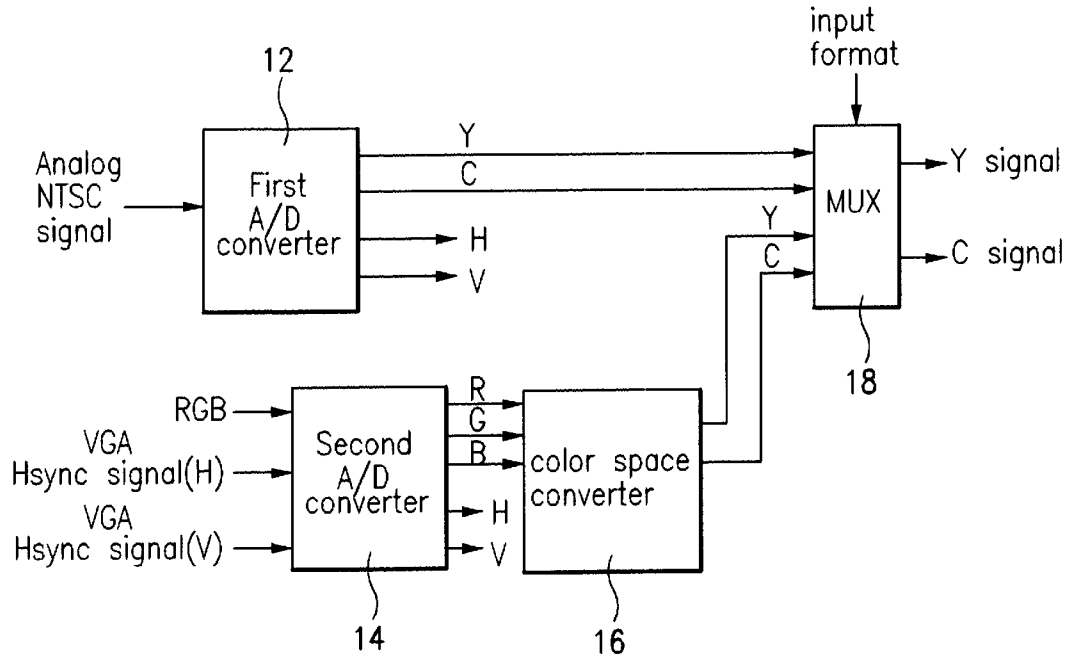 input
format
12
Y
C
Analog
NTSC
signal
First
A/D
converter
H
V
Y
C
MUX
Y signal
C signal
18
RGB
VGA
Hsync signal(H)
VGA
Hsync signal(V)
Second
A/D
converter
R
G
B
H
V
color space
converter
14
16